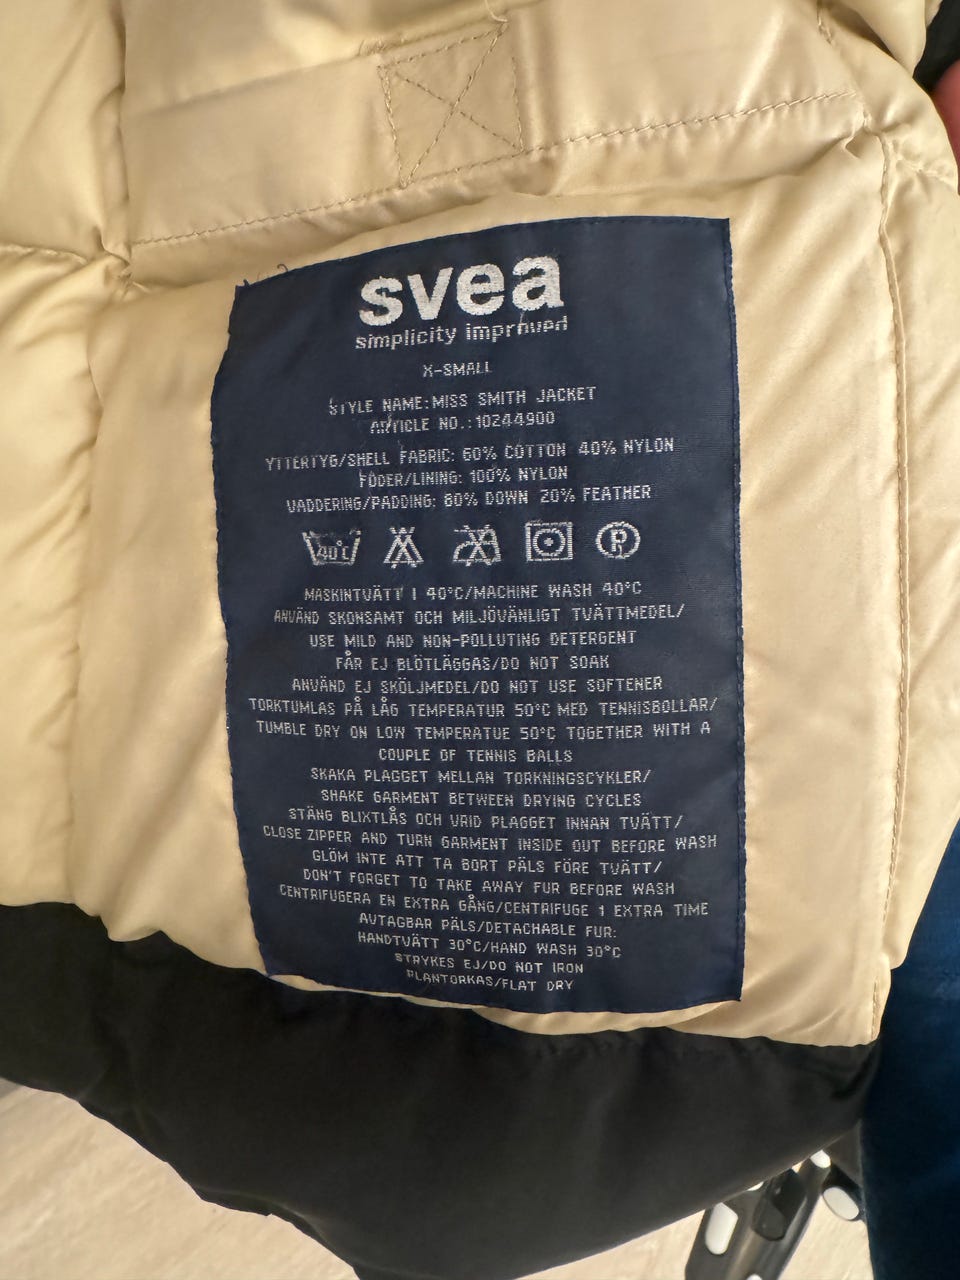 svea
simplicity improved
X-SMALL
STYLE NAME:MISS SMITH JACKET
ARTICLE NO.:10244900
YTTERTYG/SHELL FABRIC: 60% COTTON 40% NYLON
FODER/LINING: 100% NYLON
VADDERING/PADDING: 80% DOWN 20% FEATHER
40°C
P
MASKINTVÄTT I 40°C/MACHINE WASH 40°C
ANVÄND SKONSAMT OCH MILJÖVÄNLIGT TVÄTTMEDEL/
USE MILD AND NON-POLLUTING DETERGENT
FÅR EJ BLÖTLÄGGAS/DO NOT SOAK
ANVÄND EJ SKÖLJMEDEL/DO NOT USE SOFTENER
TORKTUMLAS PÅ LÅG TEMPERATUR 50°C MED TENNISBOLLAR/
TUMBLE DRY ON LOW TEMPERATUE 50°C TOGETHER WITH A
COUPLE OF TENNIS BALLS
SKAKA PLAGGET MELLAN TORKNINGSCYKLER/
SHAKE GARMENT BETWEEN DRYING CYCLES
STÄNG BLIXTLÅS OCH VRID PLAGGET INNAN TVÄTT/
CLOSE ZIPPER AND TURN GARMENT INSIDE OUT BEFORE WASH
GLÖM INTE ATT TA BORT PÄLS FÖRE TVÄTT/
DON'T FORGET TO TAKE AWAY FUR BEFORE WASH
CENTRIFUGERA EN EXTRA GÅNG/CENTRIFUGE 1 EXTRA TIME
AVTAGBAR PÄLS/DETACHABLE FUR:
HANDTVÄTT 30°C/HAND WASH 30°C
STRYKES EJ/DO NOT IRON
PLANTORKAS/FLAT DRY